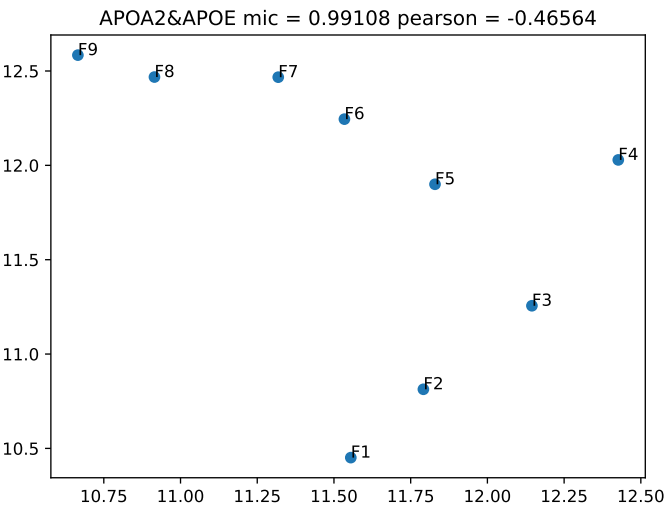 APOA2&APOE mic = 0.99108 pearson = -0.46564
F9
F8
F7
12.5
F6
F4
12.0
F5
11.5
F3
11.0
F2
10.5
F1
10.75 11.00 11.25 11.50 11.75 12.00 12.25 12.50